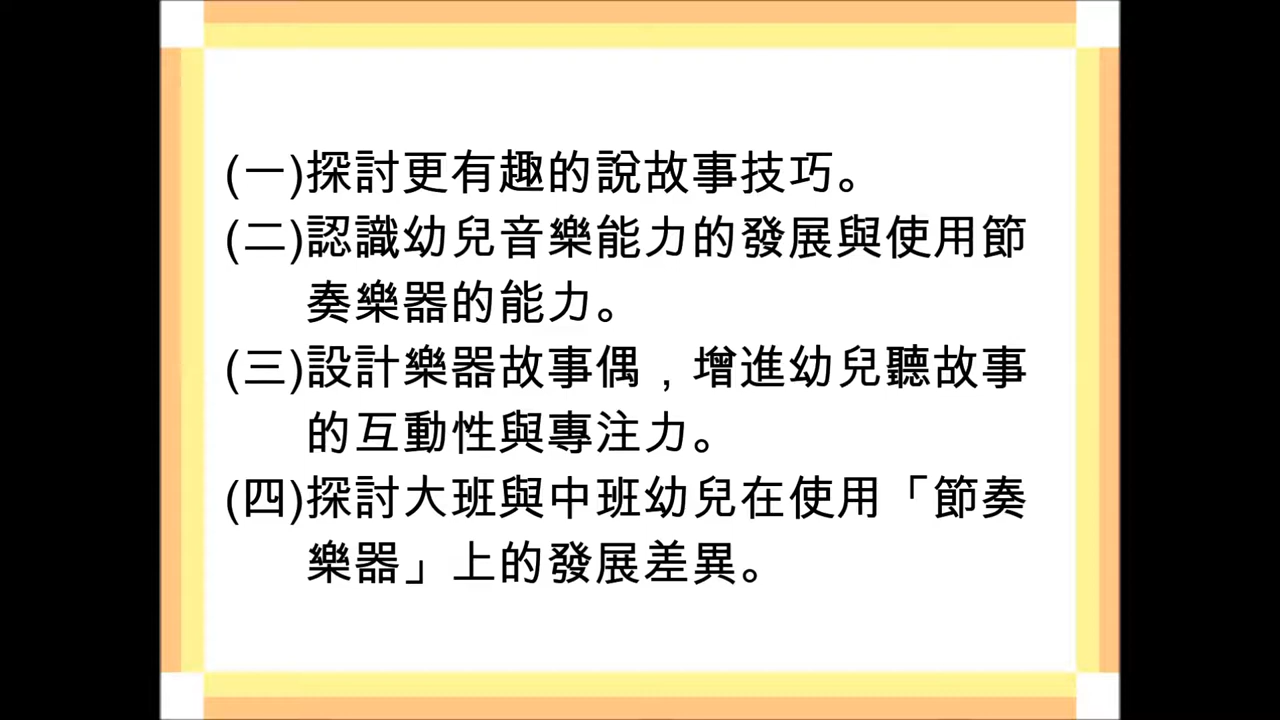 (一)探討更有趣的說故事技巧。
(二)認識幼兒音樂能力的發展與使用節
奏樂器的能力。
(三)設計樂器故事偶，增進幼兒聽故事
的互動性與專注力。
(四)探討大班與中班幼兒在使用「節奏
樂器」上的發展差異。